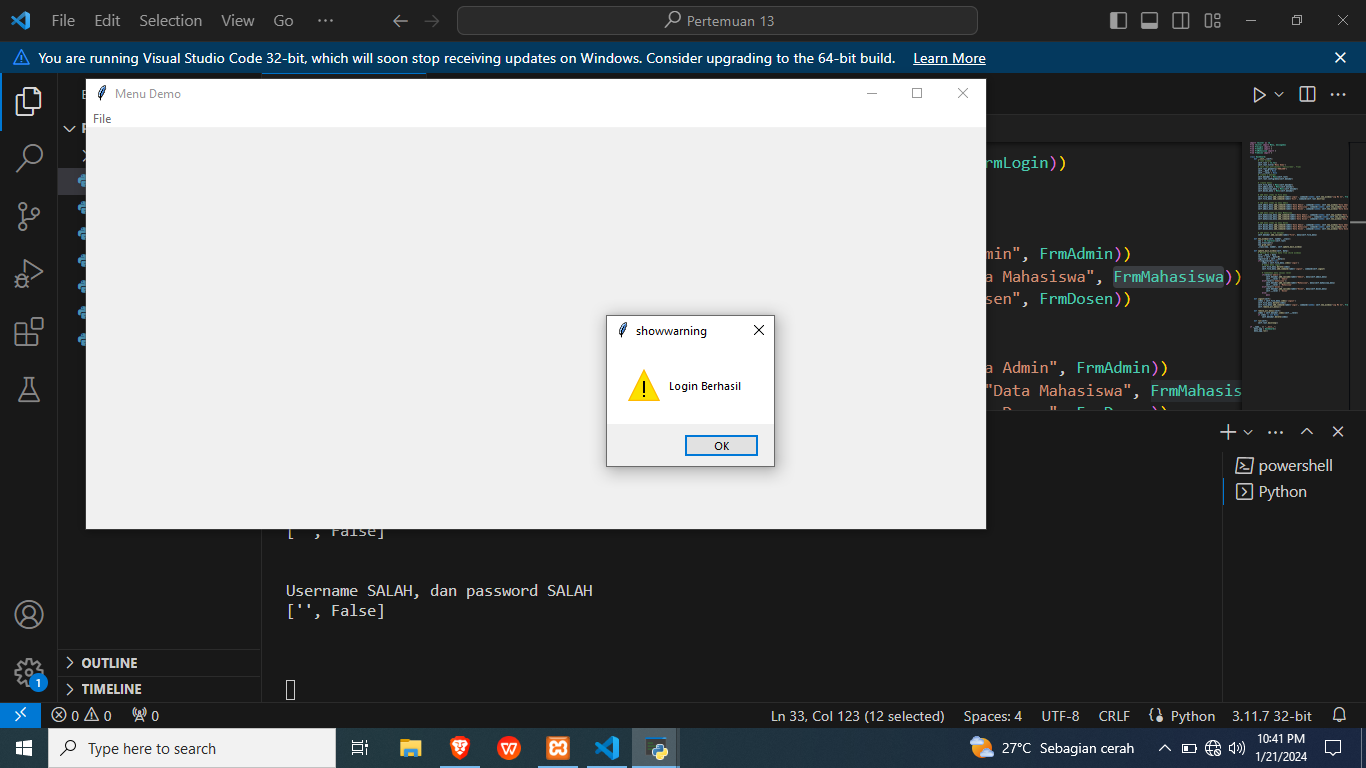 File Edit Selection View Go ··· Pertemuan 13
You are running Visual Studio Code 32-bit, which will soon stop receiving updates on Windows. Consider upgrading to the 64-bit build. Learn More
Menu Demo
File
rmLogin))
min", FrmAdmin))
a Mahasiswa", FrmMahasiswa))
sen", FrmDosen))
showwarning
Login Berhasil
OK
a Admin", FrmAdmin))
"Data Mahasiswa", FrmMahasis
powershell
Python
['', False]
Username SALAH, dan password SALAH
['', False]
OUTLINE
TIMELINE
1
0 0 0 Ln 33, Col 123 (12 selected) Spaces: 4 UTF-8 CRLF Python 3.11.7 32-bit
Type here to search 27°C Sebagian cerah 10:41 PM
1/21/2024